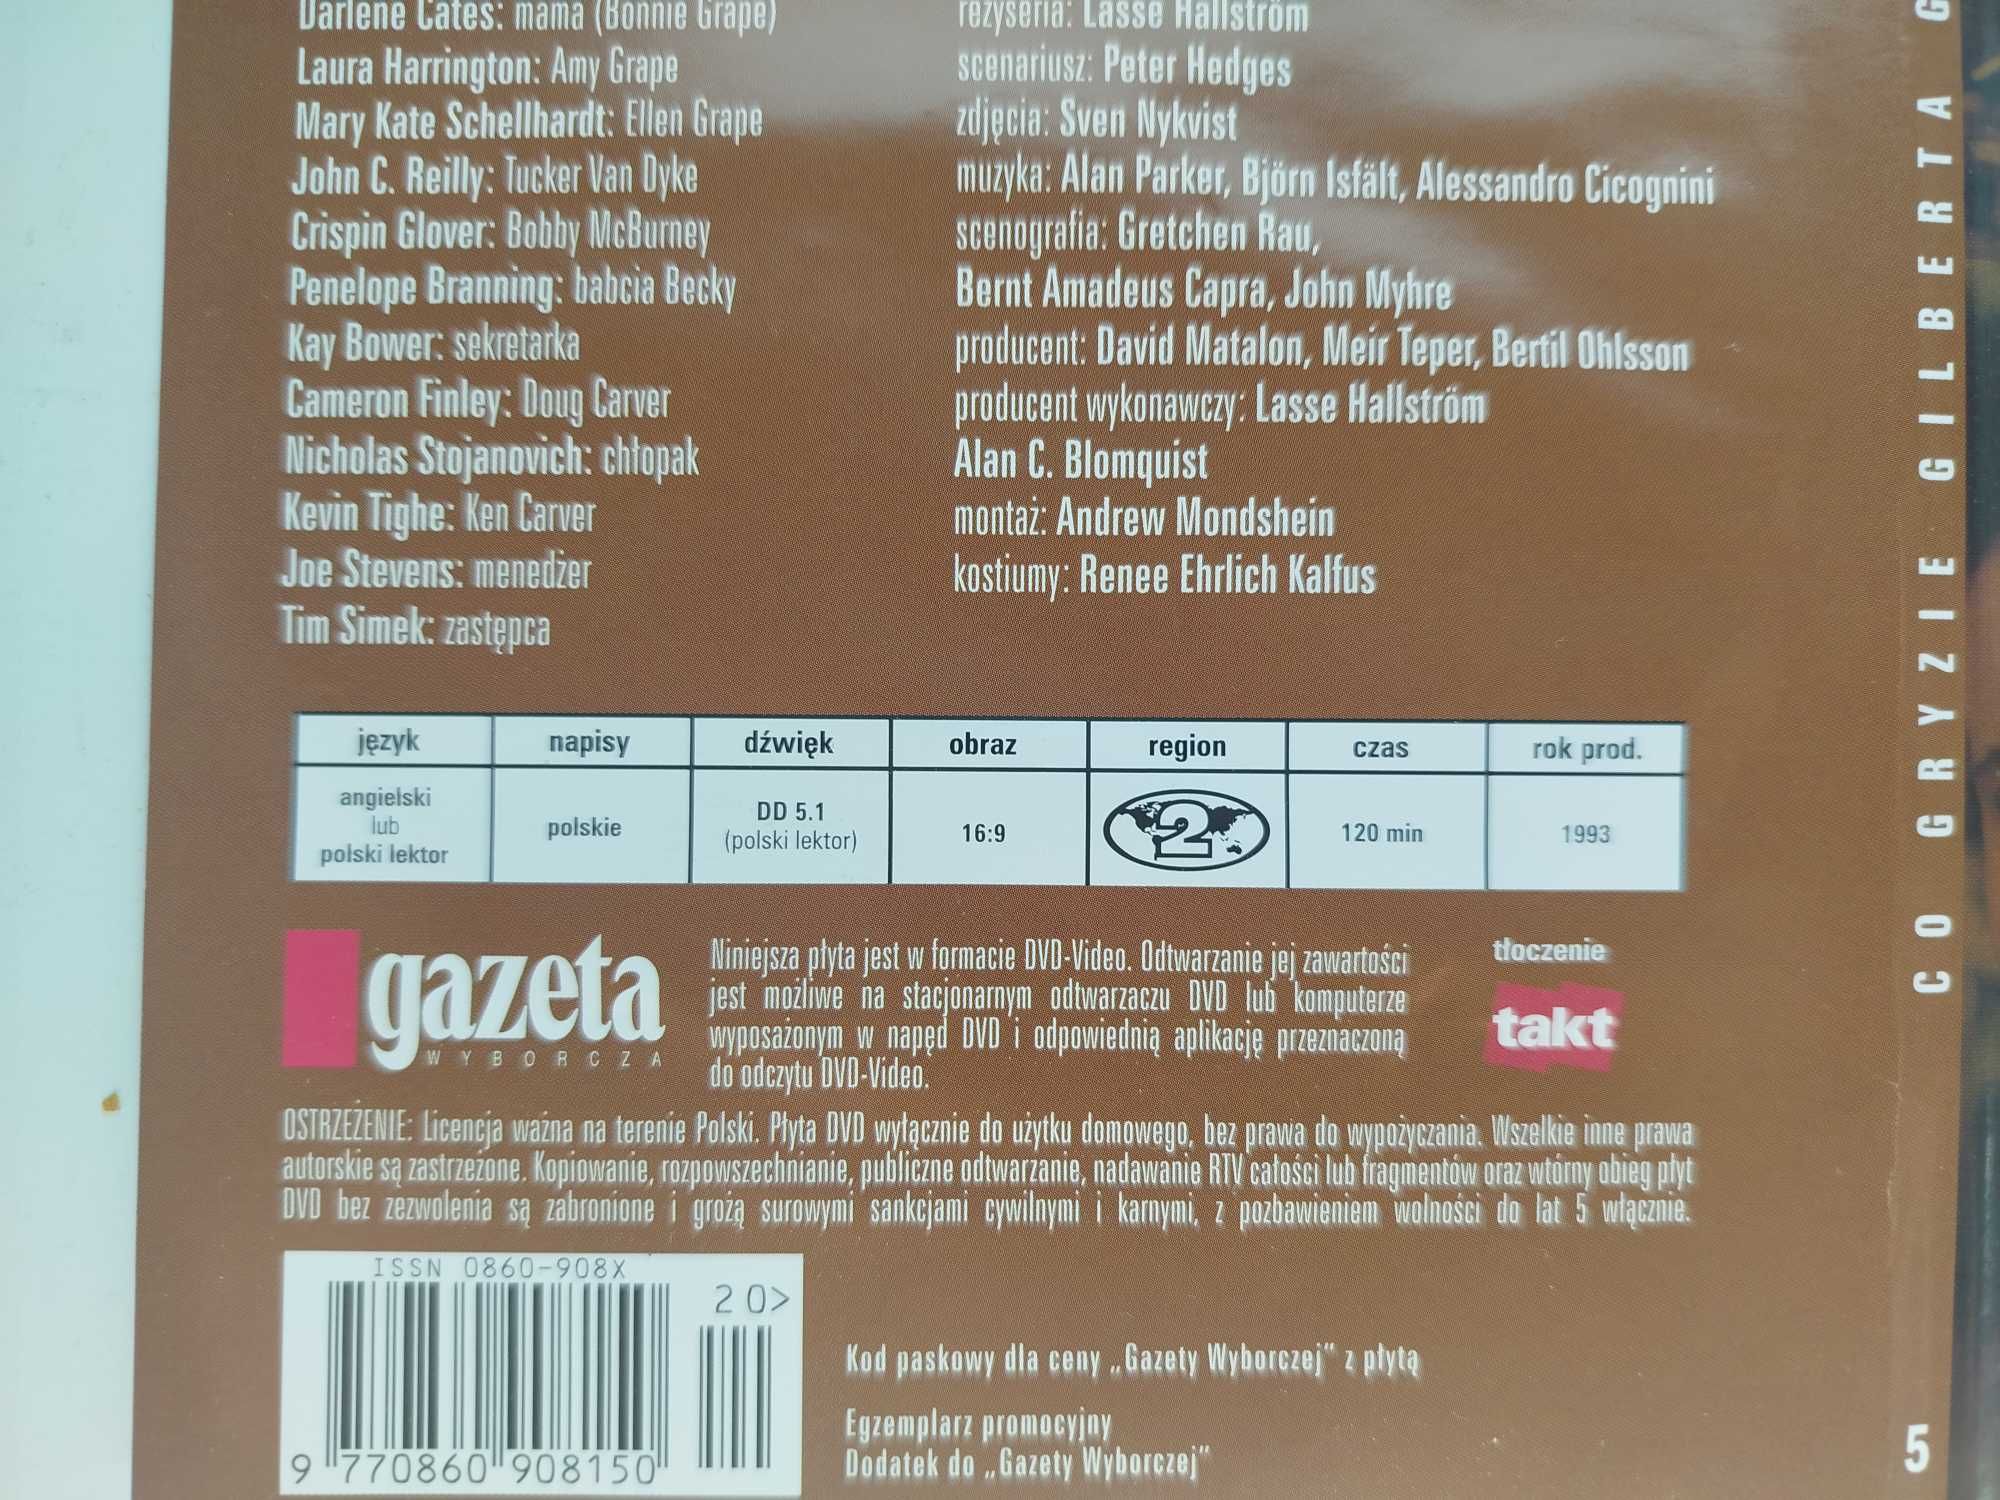 Darlene Cates: mama (Bonnie Grape)
Laura Harrington: Amy Grape
Mary Kate Schellhardt: Ellen Grape
John C. Reilly: Tucker Van Dyke
Crispin Glover: Bobby McBurney
Penelope Branning: babcia Becky
Kay Bower: sekretarka
Cameron Finley: Doug Carver
Nicholas Stojanovich: chłopak
Kevin Tighe: Ken Carver
Joe Stevens: menedżer
Tim Simek: zastępca
reżyseria: Lasse Hallström
scenariusz: Peter Hedges
zdjęcia: Sven Nykvist
muzyka: Alan Parker, Björn Isfält, Alessandro Cicognini
scenografia: Gretchen Rau,
Bernt Amadeus Capra, John Myhre
producent: David Matalon, Meir Teper, Bertil Ohlsson
producent wykonawczy: Lasse Hallström
Alan C. Blomquist
montaż: Andrew Mondshein
kostiumy: Renee Ehrlich Kalfus
język napisy dźwięk obraz region czas rok prod.
angielski
lub
polski lektor
polskie
DD 5.1
(polski lektor)
16:9
2
120 min
1993
gazeta
WYBORCZA
Niniejsza płyta jest w formacie DVD-Video. Odtwarzanie jej zawartości
jest możliwe na stacjonarnym odtwarzaczu DVD lub komputerze
wyposażonym w napęd DVD i odpowiednią aplikację przeznaczoną
do odczytu DVD-Video.
tłoczenie
takt
OSTRZEŻENIE: Licencja ważna na terenie Polski. Płyta DVD wyłącznie do użytku domowego, bez prawa do wypożyczania. Wszelkie inne prawa
autorskie są zastrzeżone. Kopiowanie, rozpowszechnianie, publiczne odtwarzanie, nadawanie RTV całości lub fragmentów oraz wtórny obieg płyt
DVD bez zezwolenia są zabronione i grożą surowymi sankcjami cywilnymi i karnymi, z pozbawieniem wolności do lat 5 włącznie.
ISSN 0860-908X
20>
9 770860 908150
Kod paskowy dla ceny „Gazety Wyborczej” z płytą
Egzemplarz promocyjny
Dodatek do „Gazety Wyborczej”
CO GRYZIE GILBERTA G
5